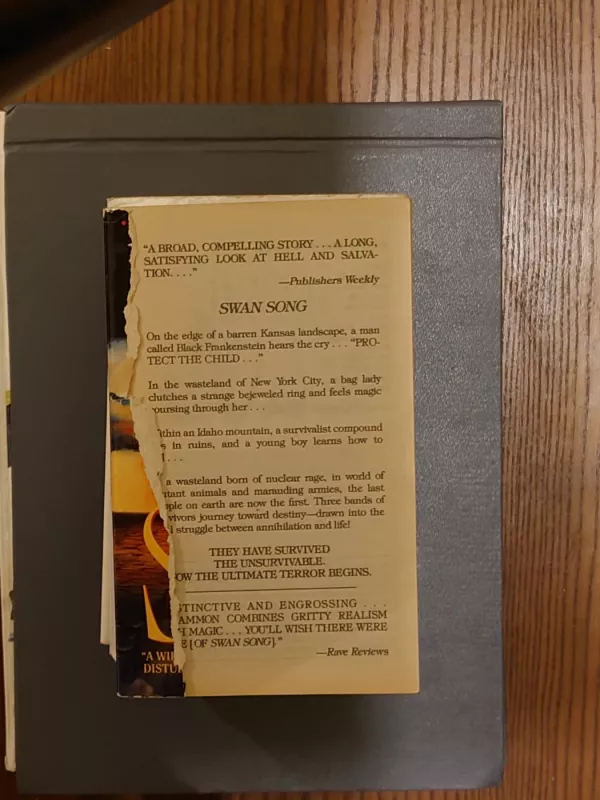 "A BROAD, COMPELLING STORY . . . A LONG,
SATISFYING LOOK AT HELL AND SALVA-
TION. . . ."
—Publishers Weekly
SWAN SONG
On the edge of a barren Kansas landscape, a man
called Black Frankenstein hears the cry . . . "PRO-
TECT THE CHILD . . ."
In the wasteland of New York City, a bag lady
clutches a strange bejeweled ring and feels magic
coursing through her . . .
ithin an Idaho mountain, a survivalist compound
s in ruins, and a young boy learns how to
. . .
a wasteland born of nuclear rage, in world of
tant animals and marauding armies, the last
ple on earth are now the first. Three bands of
vivors journey toward destiny—drawn into the
l struggle between annihilation and life!
THEY HAVE SURVIVED
THE UNSURVIVABLE.
OW THE ULTIMATE TERROR BEGINS.
STINCTIVE AND ENGROSSING . . .
AMMON COMBINES GRITTY REALISM
H MAGIC . . . YOU'LL WISH THERE WERE
E [OF SWAN SONG]."
—Rave Reviews
S
"A WI
DISTU